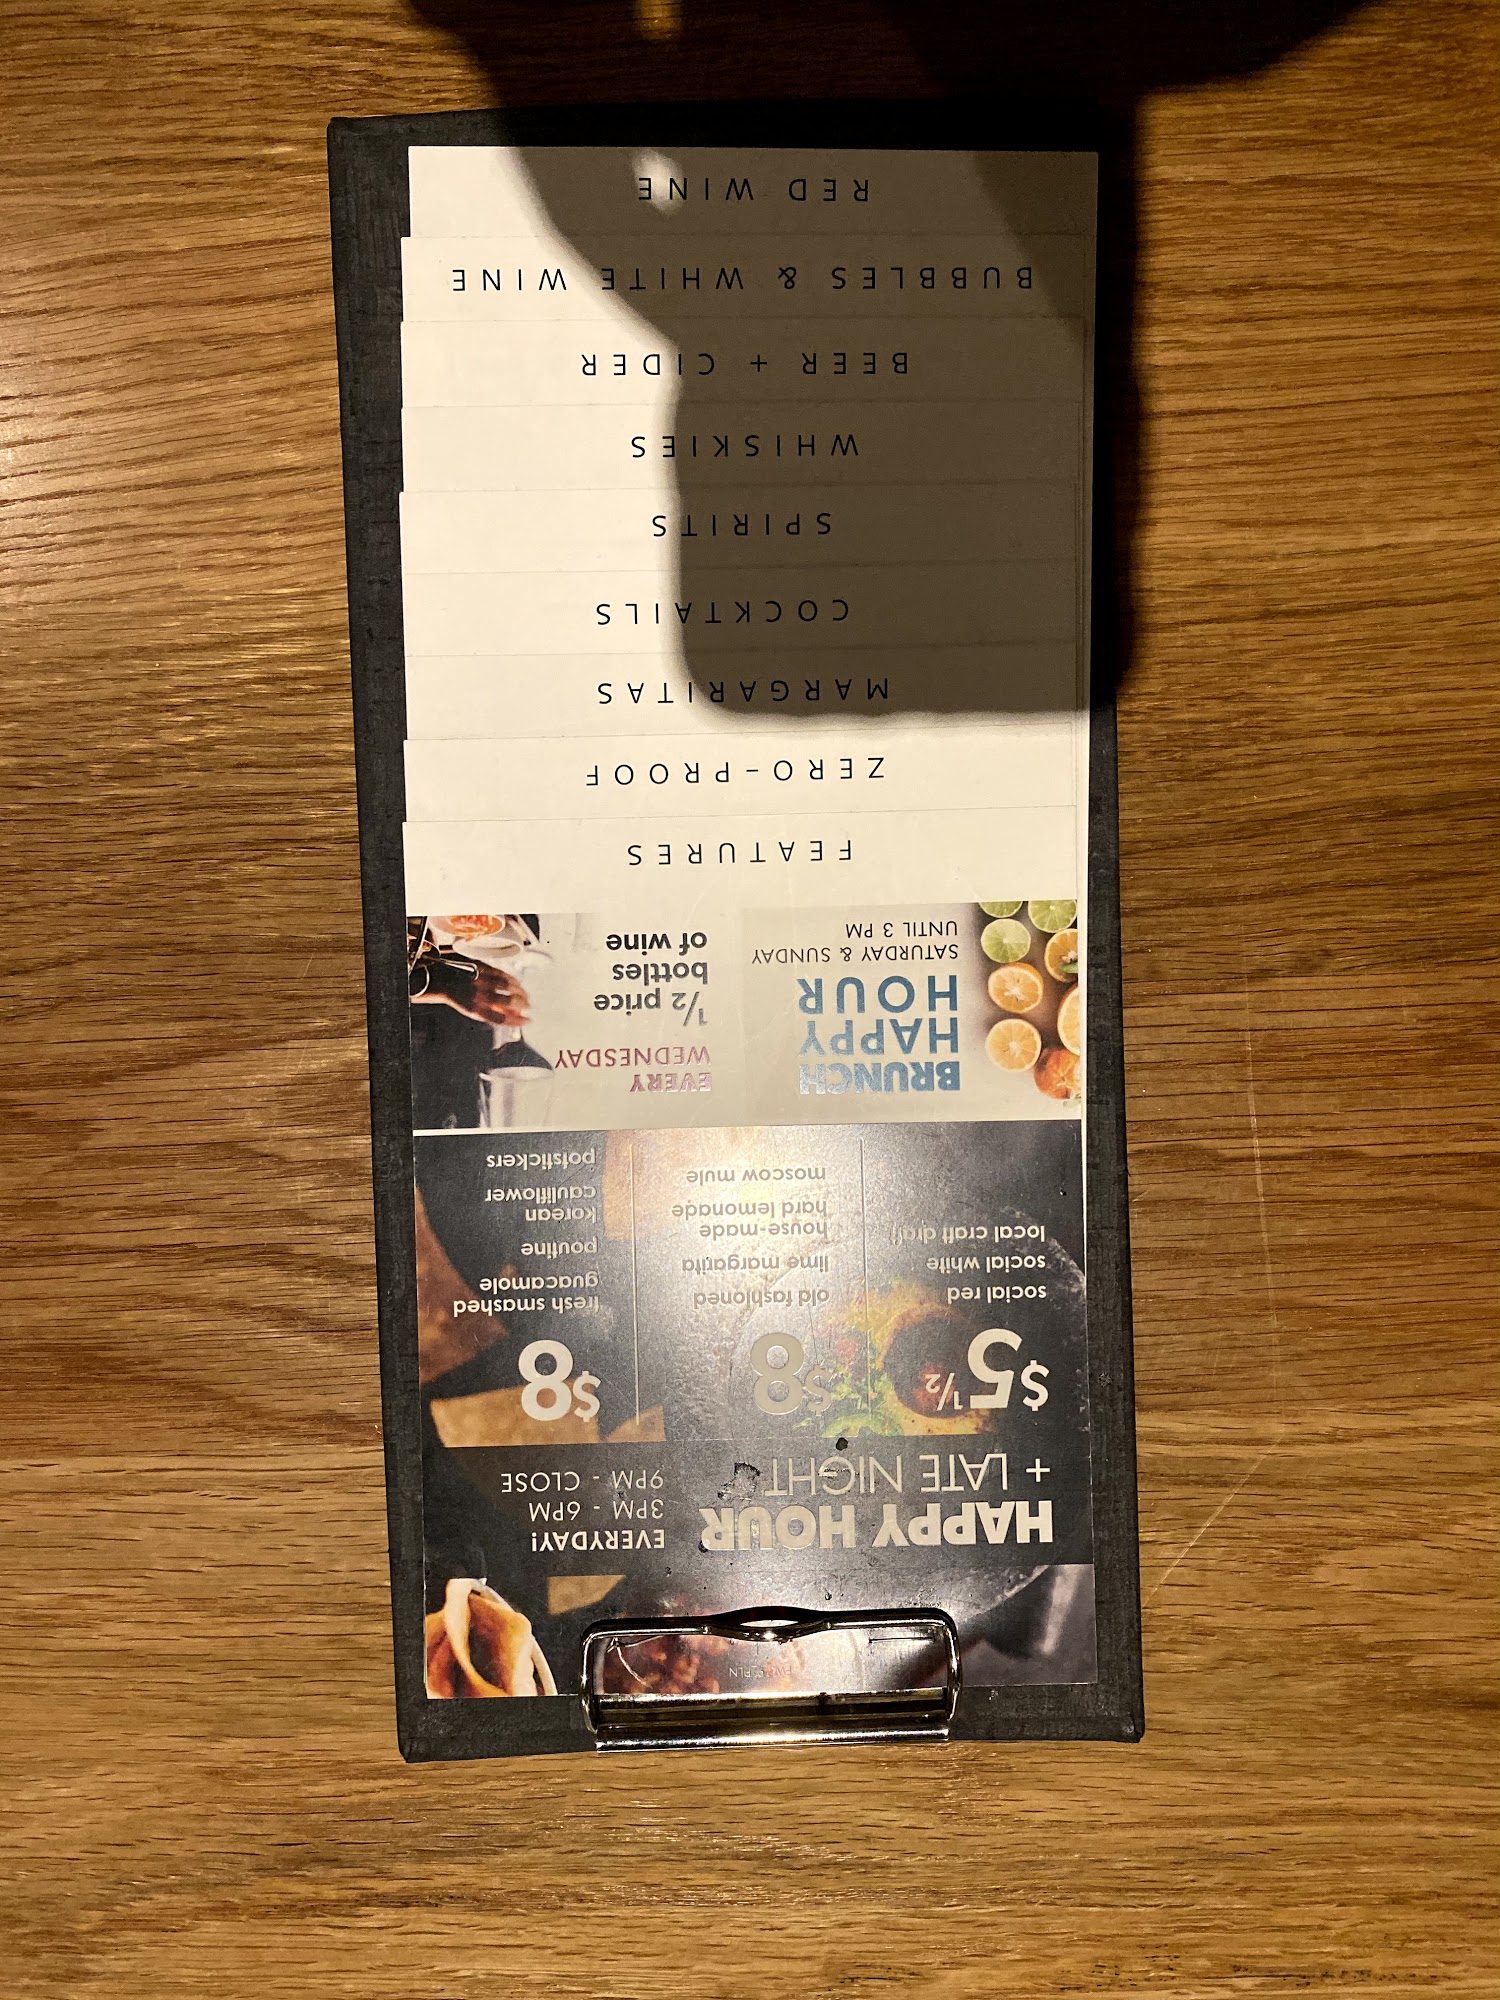 HAPPY HOUR
+ LATE NIGHT
EVERYDAY!
3PM - 6PM
9PM - CLOSE
$5 1/2
social red
social white
local craft draft
$8
old fashioned
lime margarita
house-made
hard lemonade
moscow mule
$8
fresh smashed
guacamole
poutine
korean
cauliflower
potstickers
BRUNCH
HAPPY
HOUR
SATURDAY & SUNDAY
UNTIL 3 PM
EVERY
WEDNESDAY
1/2 price
bottles
of wine
FEATURES
ZERO-PROOF
MARGARITAS
COCKTAILS
SPIRITS
WHISKIES
BEER + CIDER
BUBBLES & WHITE WINE
RED WINE